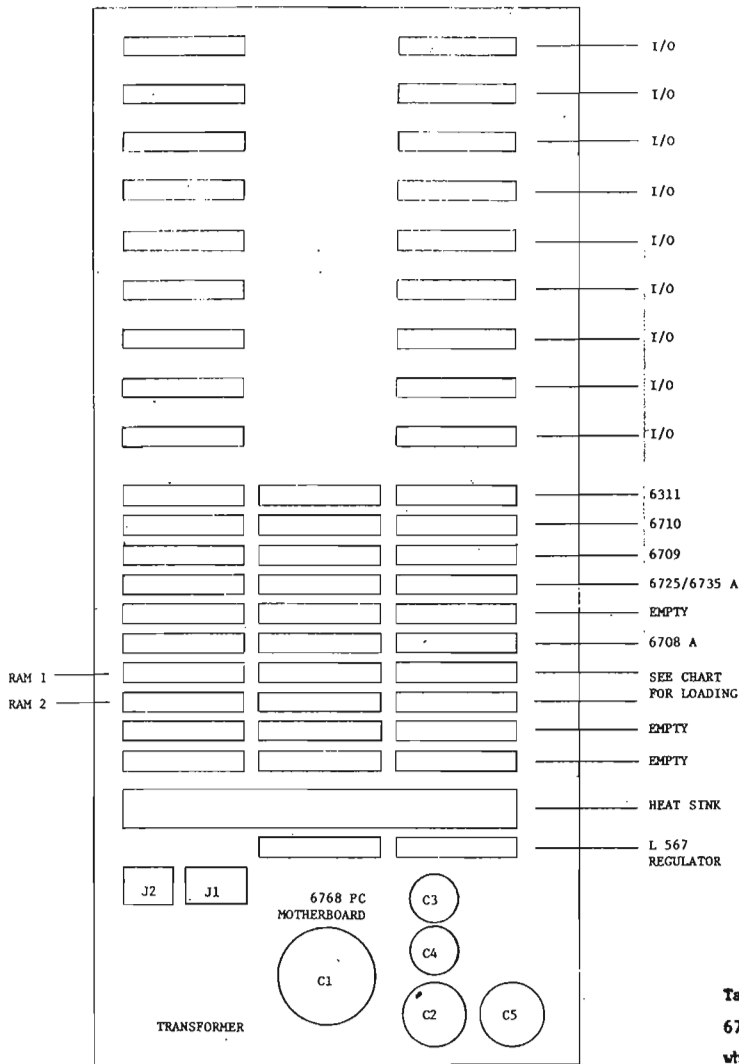 I/O
I/O
I/O
I/O
I/O
I/O
I/O
I/O
I/O
6311
6710
6709
6725/6735 A
EMPTY
6708 A
RAM 1
SEE CHART
FOR LOADING
RAM 2
EMPTY
EMPTY
HEAT SINK
L 567
REGULATOR
J2
J1
6768 PC
MOTHERBOARD
C3
C4
C1
C2
C5
TRANSFORMER